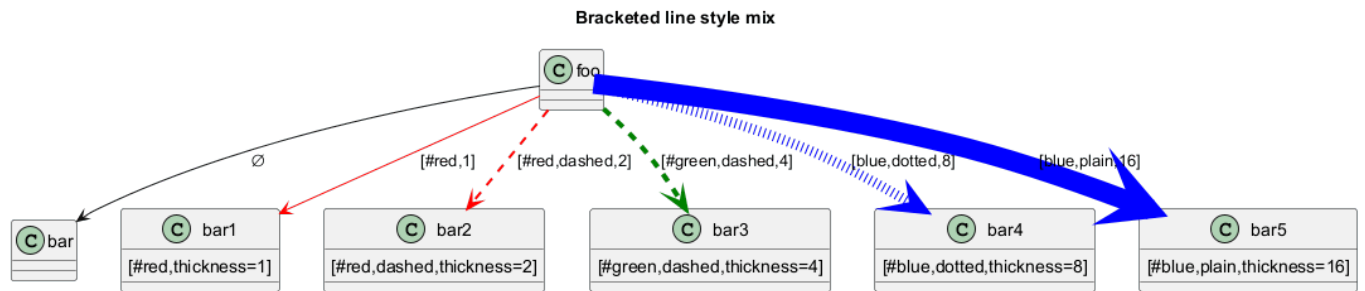 Bracketed line style mix
C foo
∅
[#red,1]
[#red,dashed,2]
[#green,dashed,4]
[blue,dotted,8]
[blue,plain,16]
C bar
C bar1
[#red,thickness=1]
C bar2
[#red,dashed,thickness=2]
C bar3
[#green,dashed,thickness=4]
C bar4
[#blue,dotted,thickness=8]
C bar5
[#blue,plain,thickness=16]